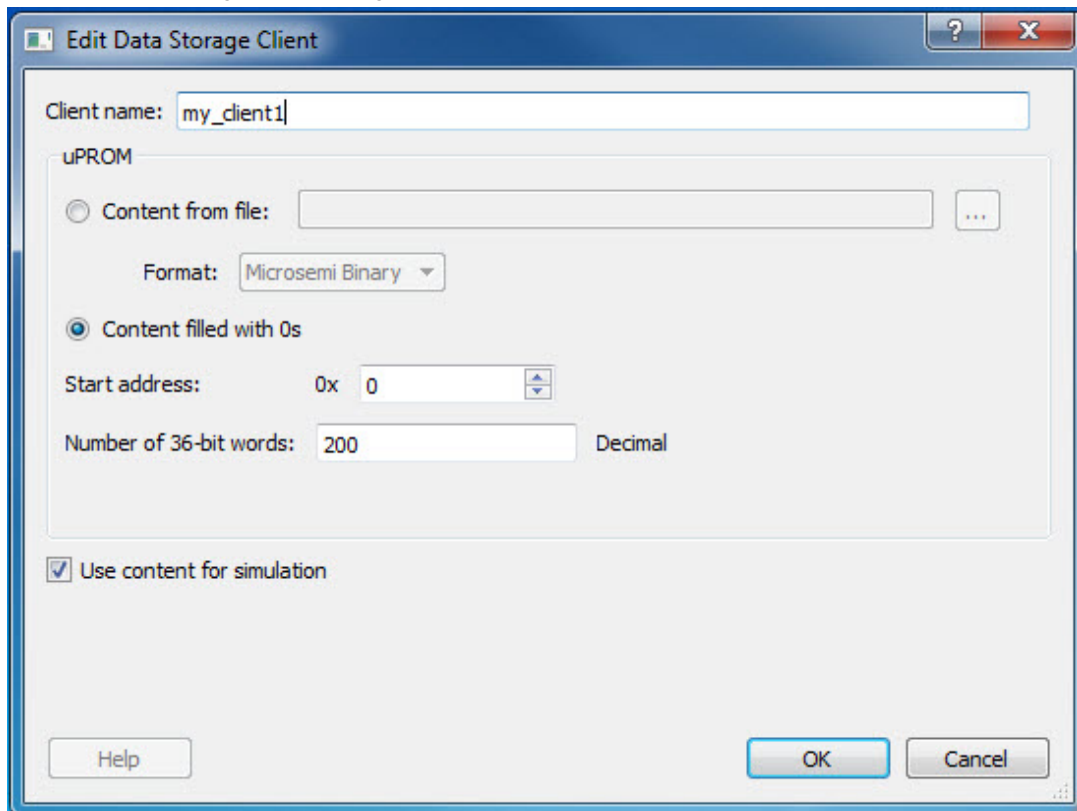 Edit Data Storage Client
Client name: my_client1
uPROM
Content from file: ...
Format: Microsemi Binary
Content filled with 0s
Start address: 0x 0
Number of 36-bit words: 200 Decimal
Use content for simulation
Help OK Cancel